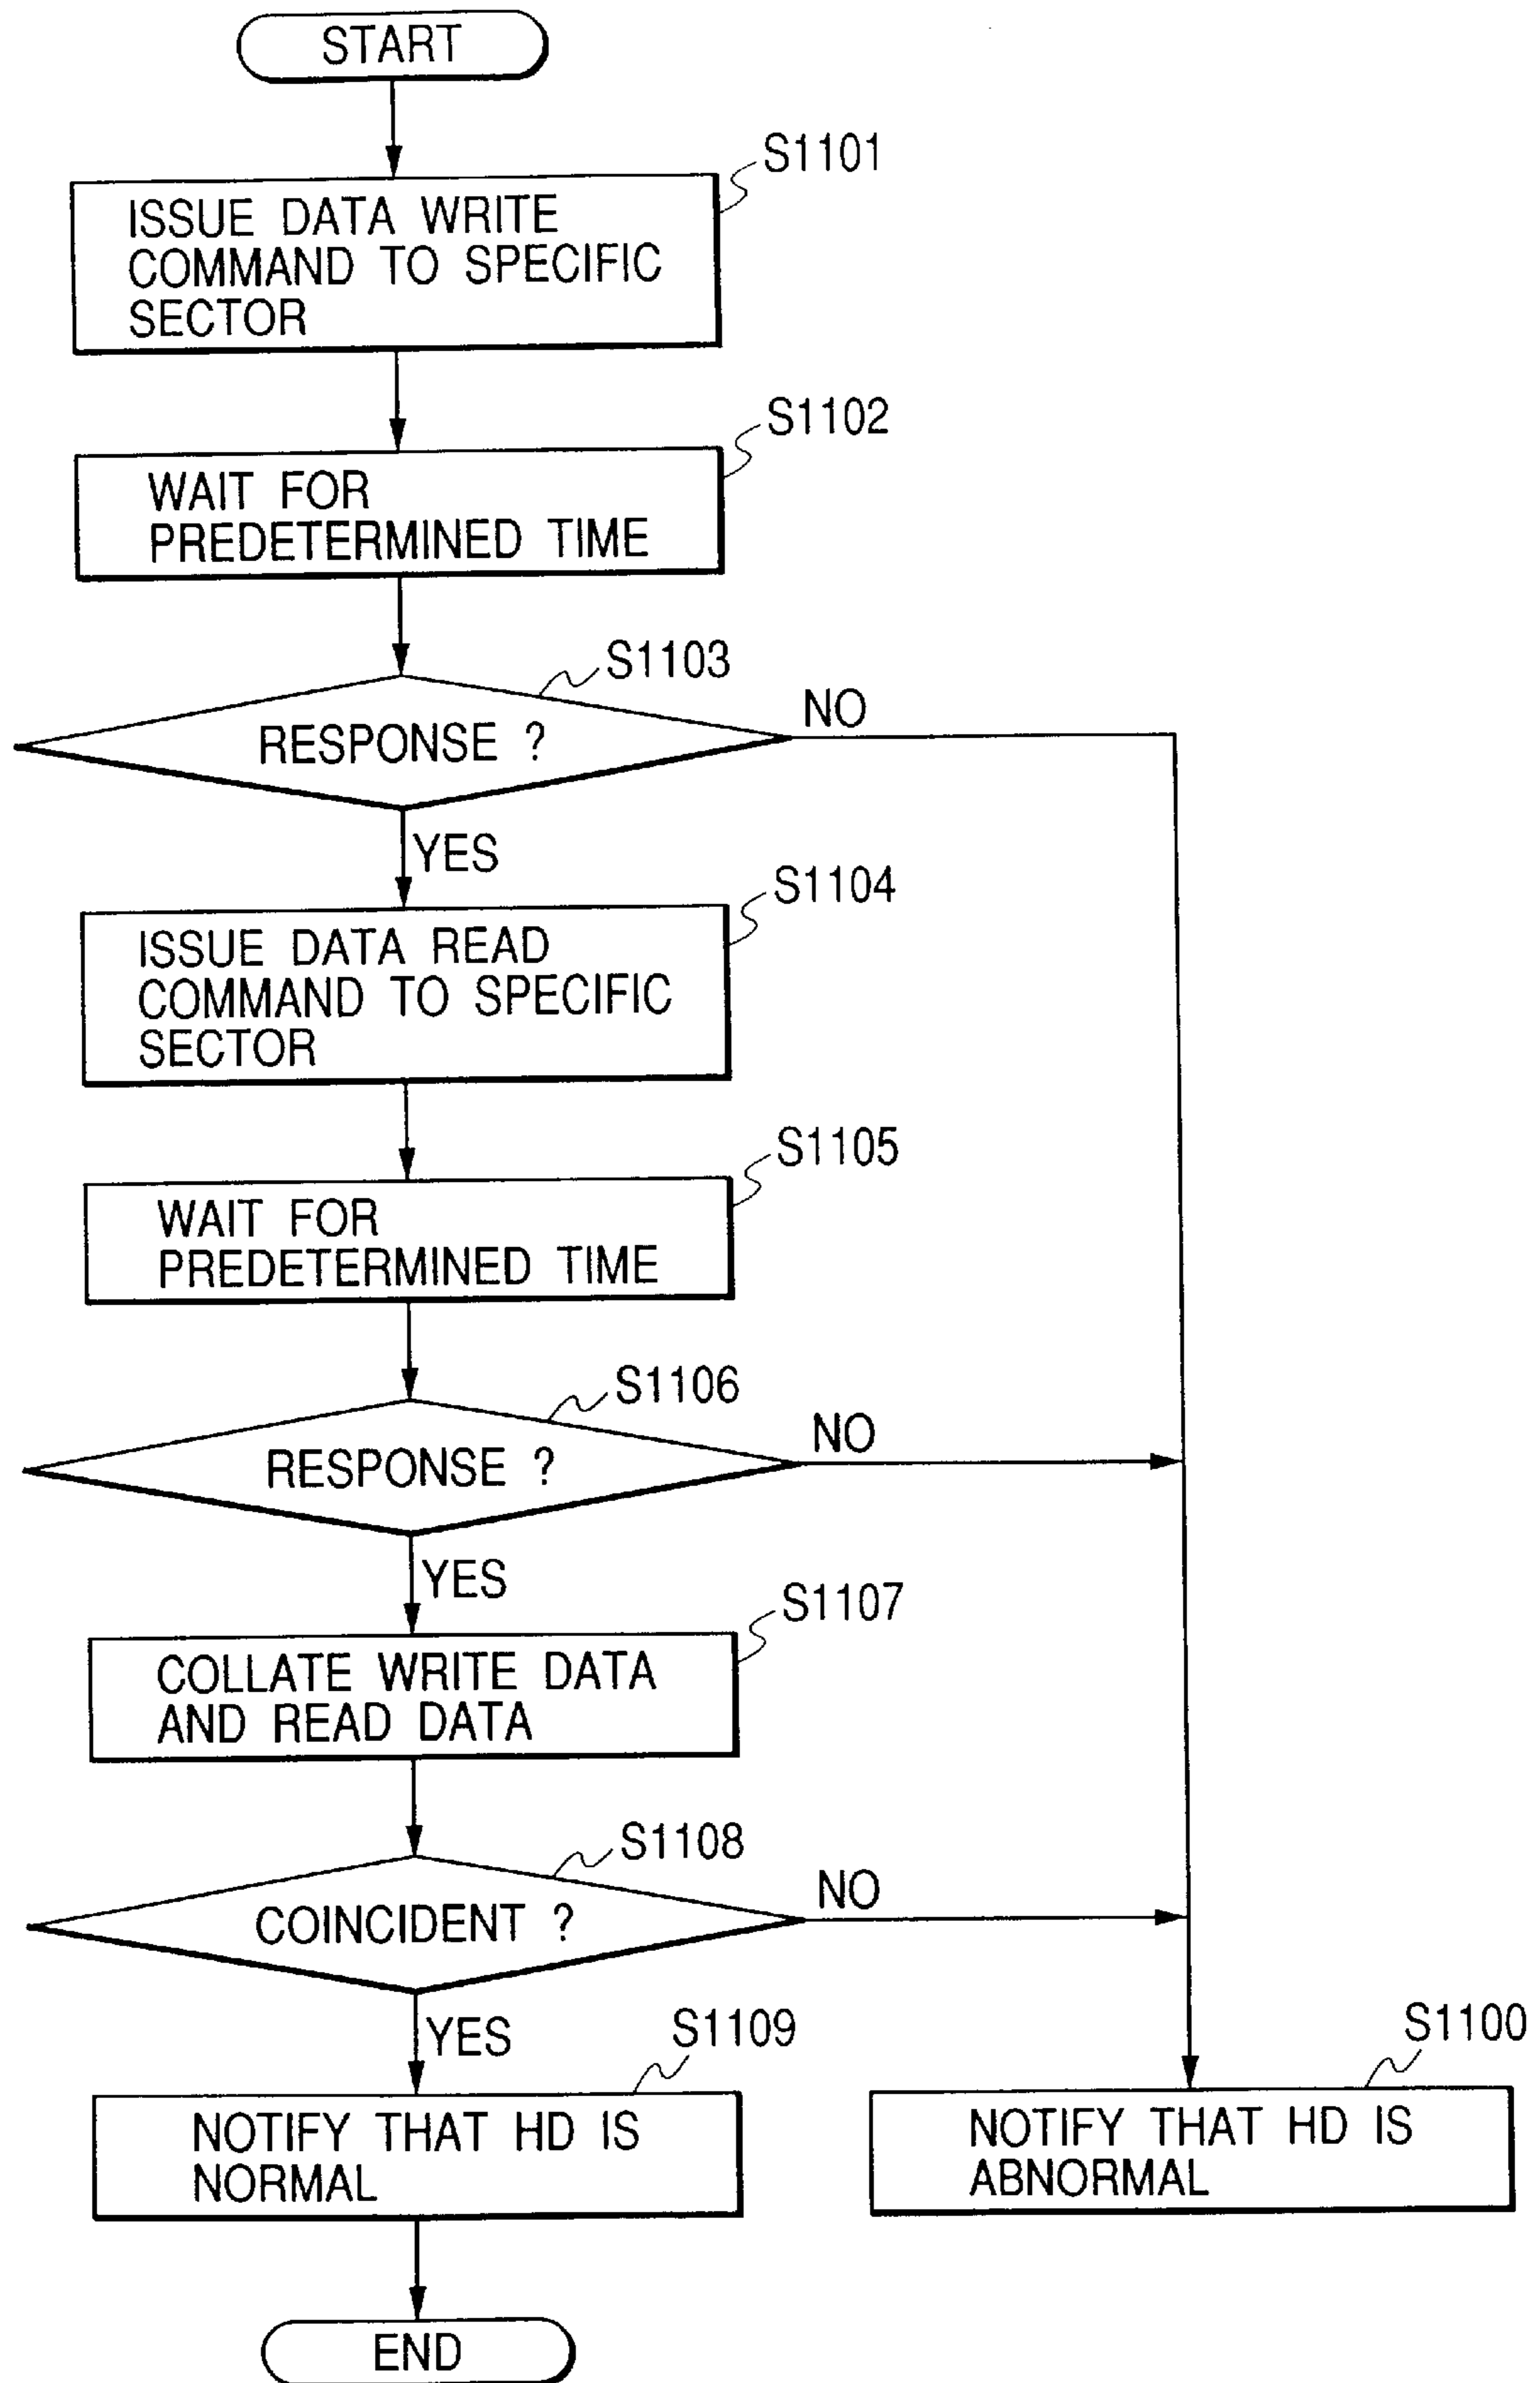 START
S1101
ISSUE DATA WRITE
COMMAND TO SPECIFIC
SECTOR
S1102
WAIT FOR
PREDETERMINED TIME
S1103
RESPONSE ?
NO
YES
S1104
ISSUE DATA READ
COMMAND TO SPECIFIC
SECTOR
S1105
WAIT FOR
PREDETERMINED TIME
S1106
RESPONSE ?
NO
YES
S1107
COLLATE WRITE DATA
AND READ DATA
S1108
COINCIDENT ?
NO
YES
S1109
NOTIFY THAT HD IS
NORMAL
S1100
NOTIFY THAT HD IS
ABNORMAL
END